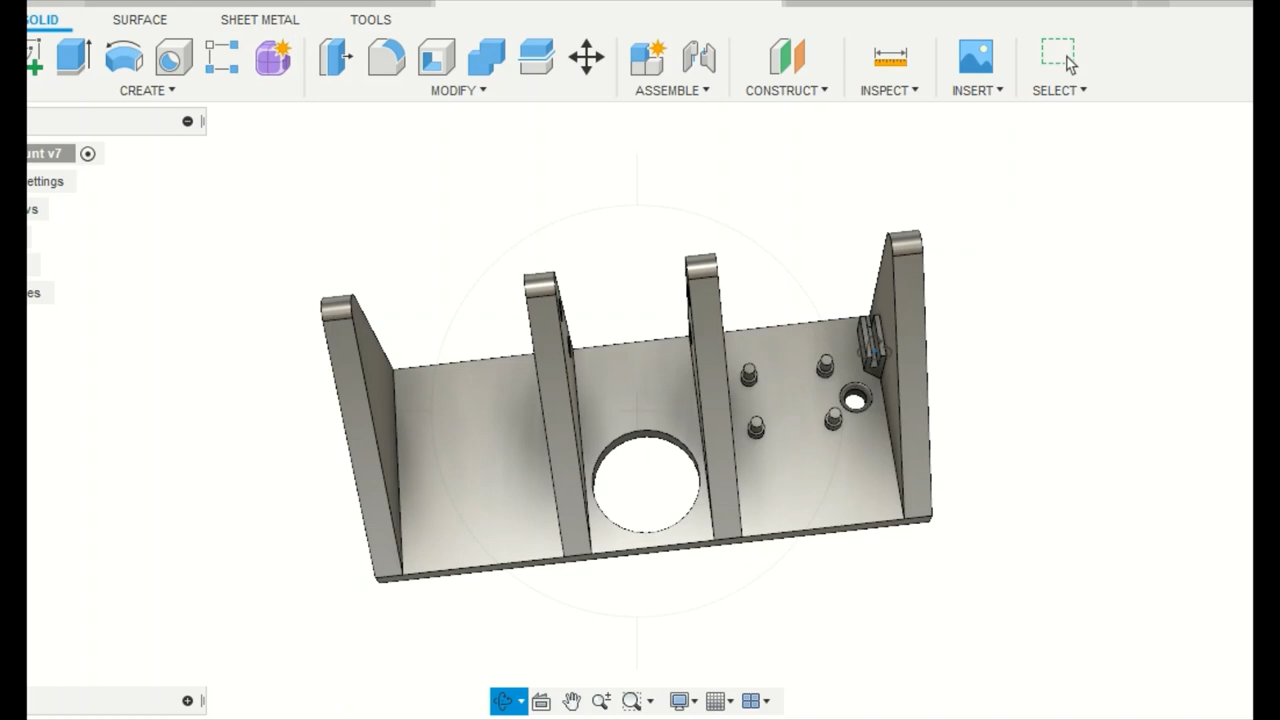 SOLID SURFACE SHEET METAL TOOLS
CREATE MODIFY ASSEMBLE CONSTRUCT INSPECT INSERT SELECT
unt v7
ettings
vs
es